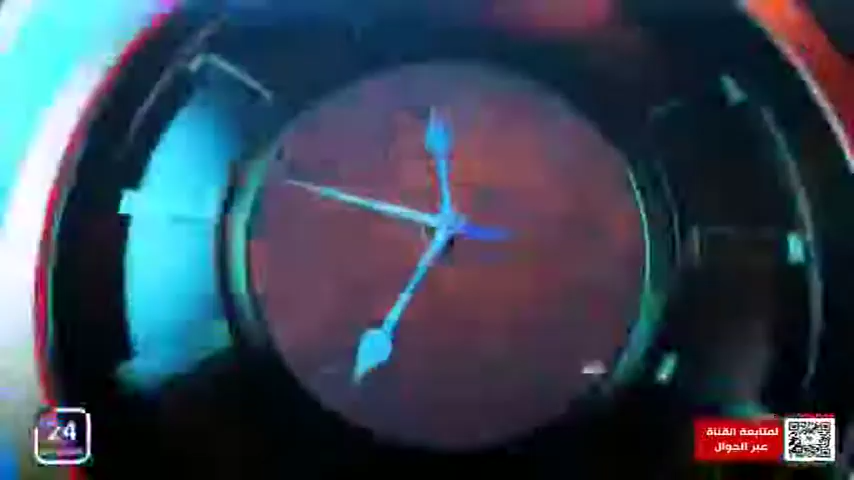 24
لمتابعة القناة
عبر الجوال